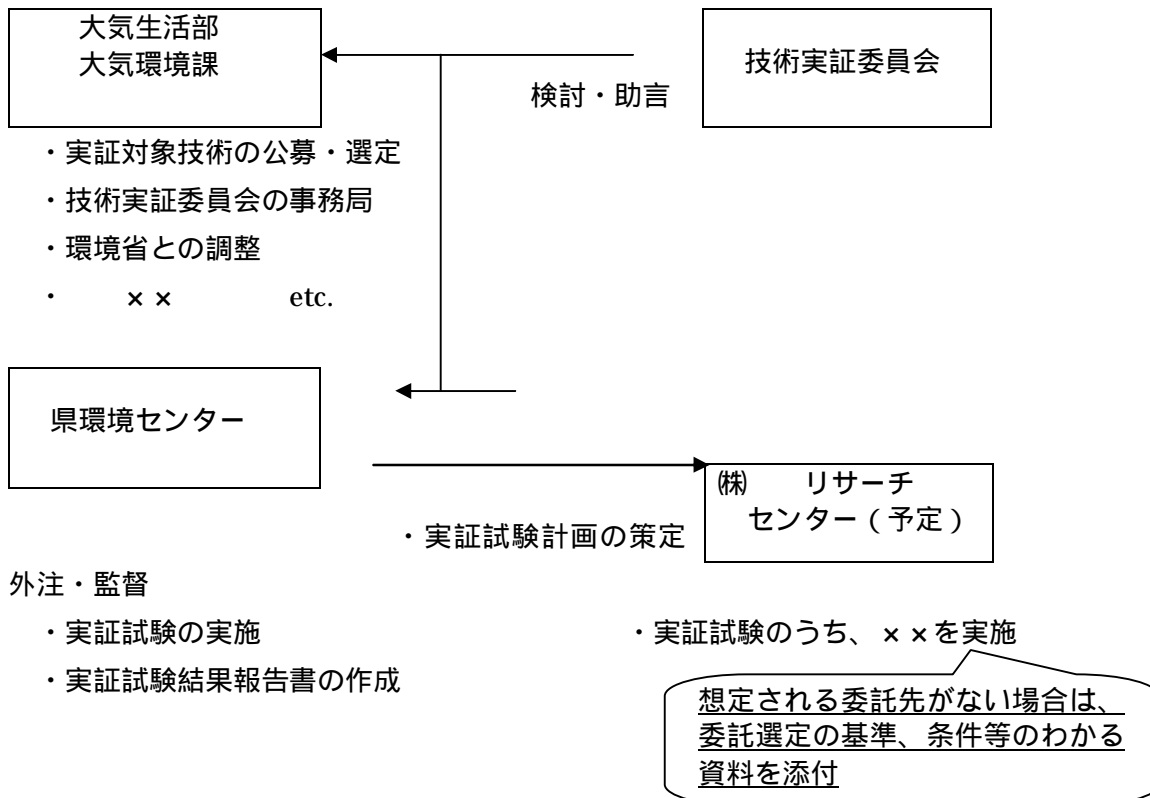 大気生活部
大気環境課
技術実証委員会
検討・助言
・実証対象技術の公募・選定
・技術実証委員会の事務局
・環境省との調整
・　××　etc.
県環境センター
㈱　リサーチ
センター（予定）
・実証試験計画の策定
外注・監督
・実証試験の実施
・実証試験結果報告書の作成
・実証試験のうち、××を実施
想定される委託先がない場合は、
委託選定の基準、条件等のわかる
資料を添付